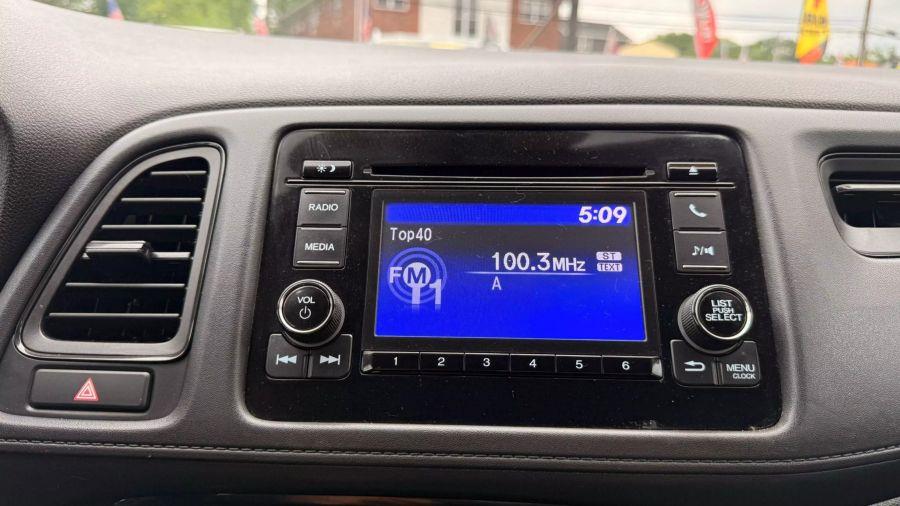 RADIO
MEDIA
VOL
5:09
Top40
FM1
100.3MHz
ST
TEXT
A
LIST
PUSH
SELECT
1 2 3 4 5 6
MENU
CLOCK